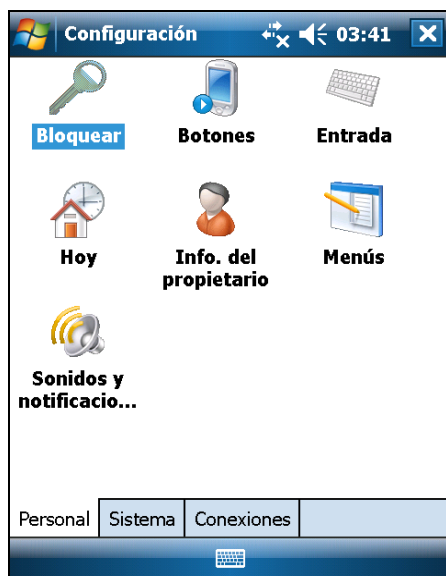 Configuración 03:41
Bloquear Botones Entrada
Hoy Info. del propietario Menús
Sonidos y notificacio...
Personal Sistema Conexiones